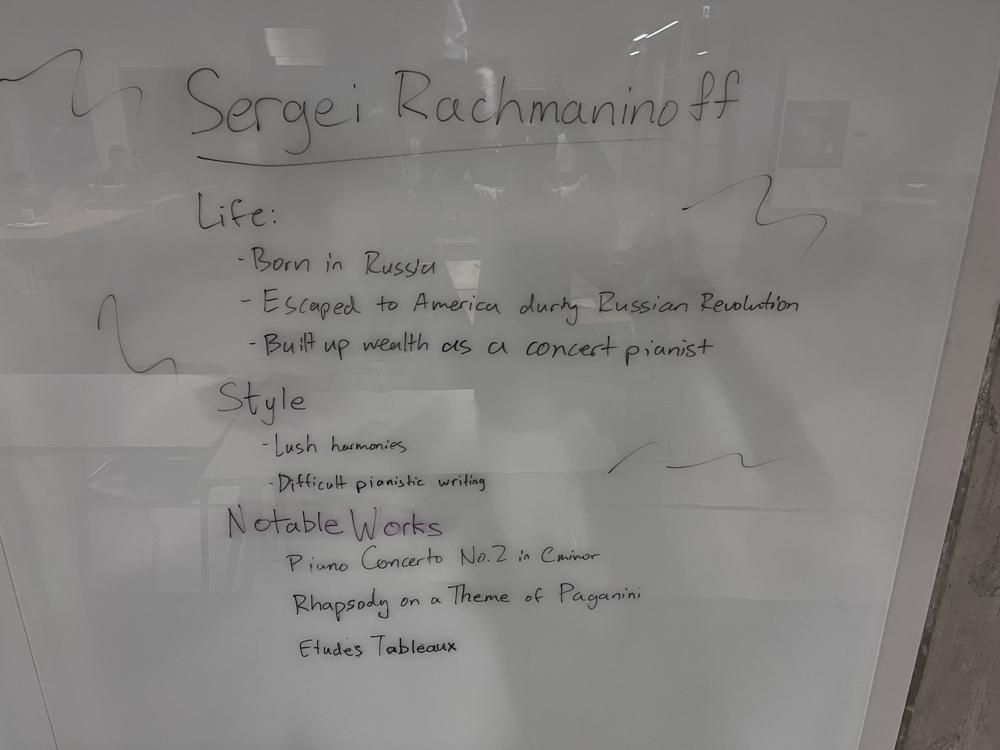 Sergei Rachmaninoff
Life:
- Born in Russia
- Escaped to America during Russian Revolution
- Built up wealth as a concert pianist
Style
- Lush harmonies
- Difficult pianistic writing
Notable Works
Piano Concerto No.2 in C minor
Rhapsody on a Theme of Paganini
Etudes Tableaux